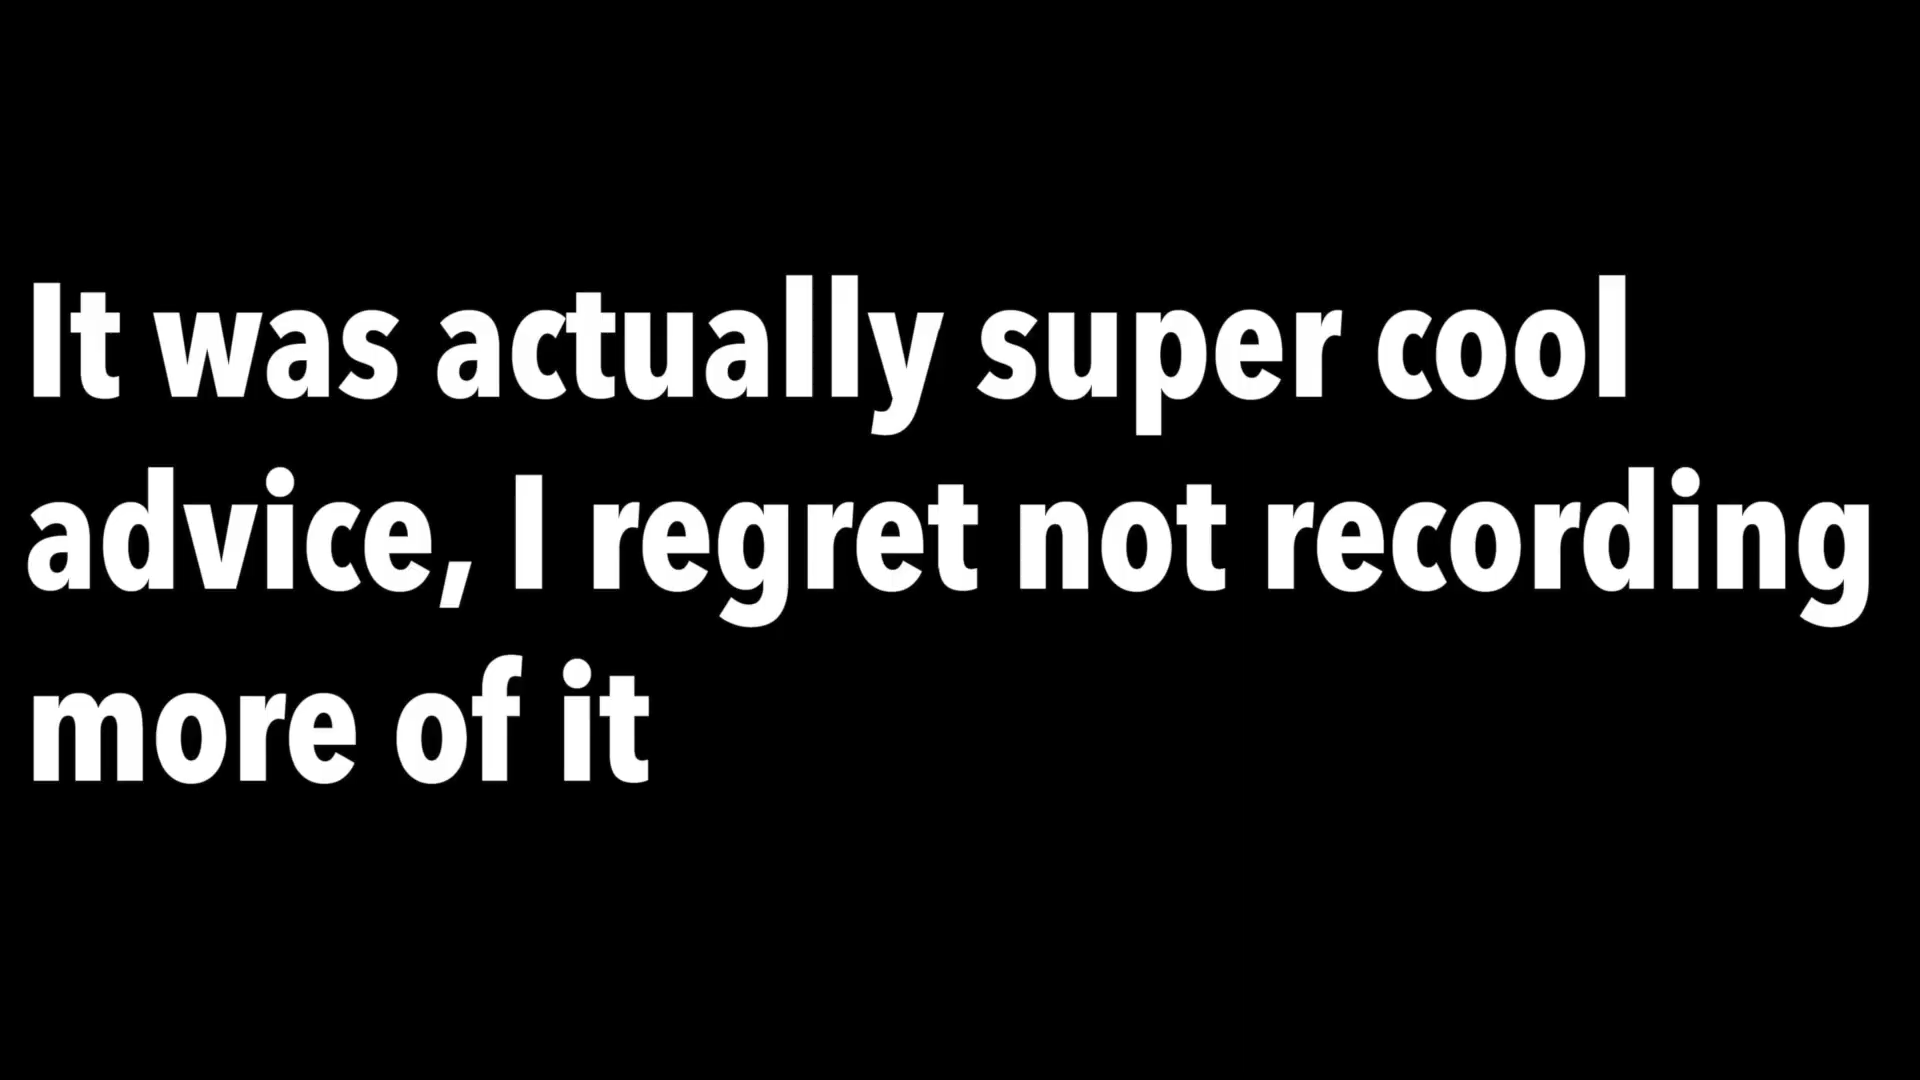 It was actually super cool
advice, I regret not recording
more of it